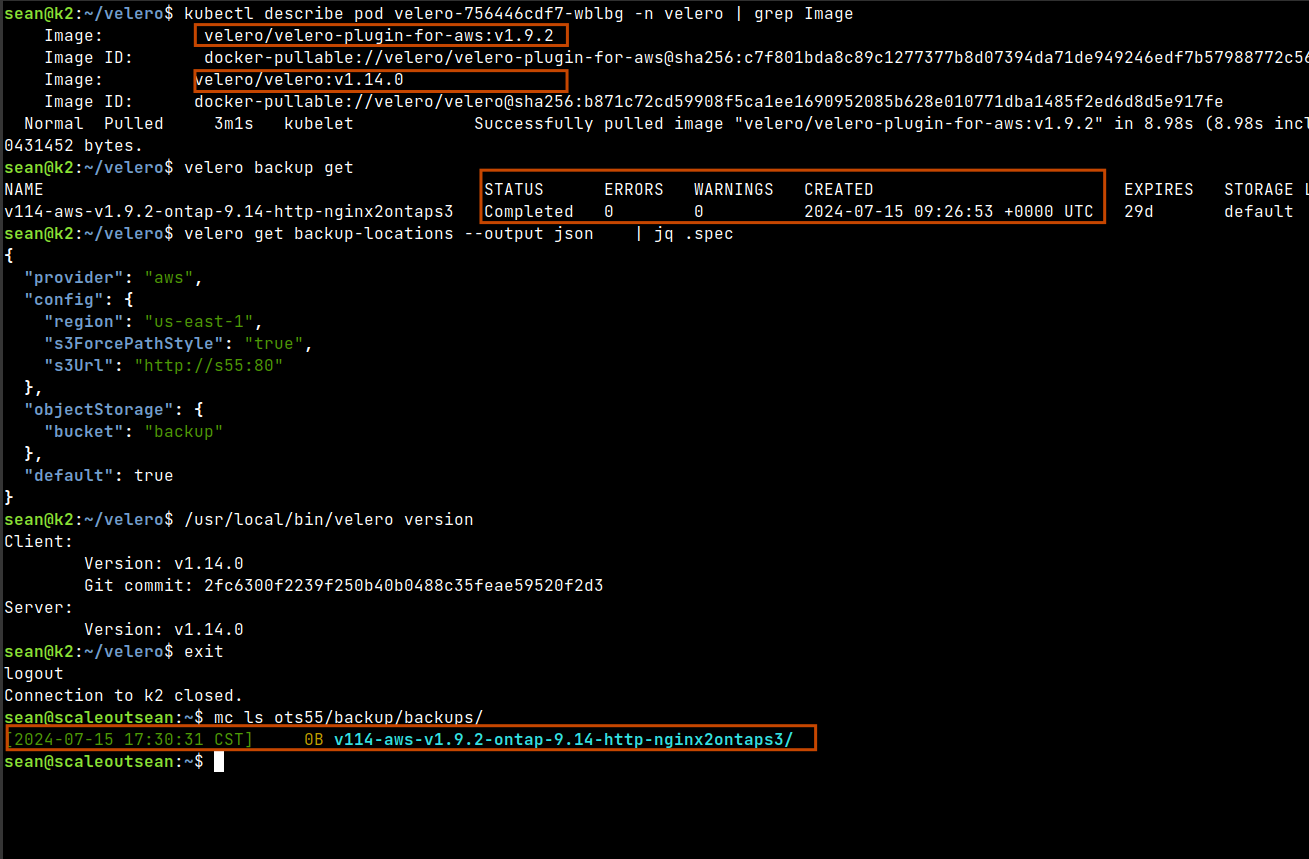 sean@k2:~/velero$ kubectl describe pod velero-756446cdf7-wblbg -n velero | grep Image
    Image:          velero/velero-plugin-for-aws:v1.9.2
    Image ID:       docker-pullable://velero/velero-plugin-for-aws@sha256:c7f801bda8c89c1277377b8d07394da71de949246edf7b57988772c56
    Image:         velero/velero:v1.14.0
    Image ID:      docker-pullable://velero/velero@sha256:b871c72cd59908f5ca1ee1690952085b628e010771dba1485f2ed6d8d5e917fe
  Normal  Pulled     3m1s   kubelet            Successfully pulled image "velero/velero-plugin-for-aws:v1.9.2" in 8.98s (8.98s incl
0431452 bytes.
sean@k2:~/velero$ velero backup get
NAME                                            STATUS      ERRORS   WARNINGS   CREATED                         EXPIRES   STORAGE L
v114-aws-v1.9.2-ontap-9.14-http-nginx2ontaps3   Completed   0        0          2024-07-15 09:26:53 +0000 UTC   29d       default
sean@k2:~/velero$ velero get backup-locations --output json    | jq .spec
{
  "provider": "aws",
  "config": {
    "region": "us-east-1",
    "s3ForcePathStyle": "true",
    "s3Url": "http://s55:80"
  },
  "objectStorage": {
    "bucket": "backup"
  },
  "default": true
}
sean@k2:~/velero$ /usr/local/bin/velero version
Client:
        Version: v1.14.0
        Git commit: 2fc6300f2239f250b40b0488c35feae59520f2d3
Server:
        Version: v1.14.0
sean@k2:~/velero$ exit
logout
Connection to k2 closed.
sean@scaleoutsean:~$ mc ls ots55/backup/backups/
[2024-07-15 17:30:31 CST]     0B v114-aws-v1.9.2-ontap-9.14-http-nginx2ontaps3/
sean@scaleoutsean:~$